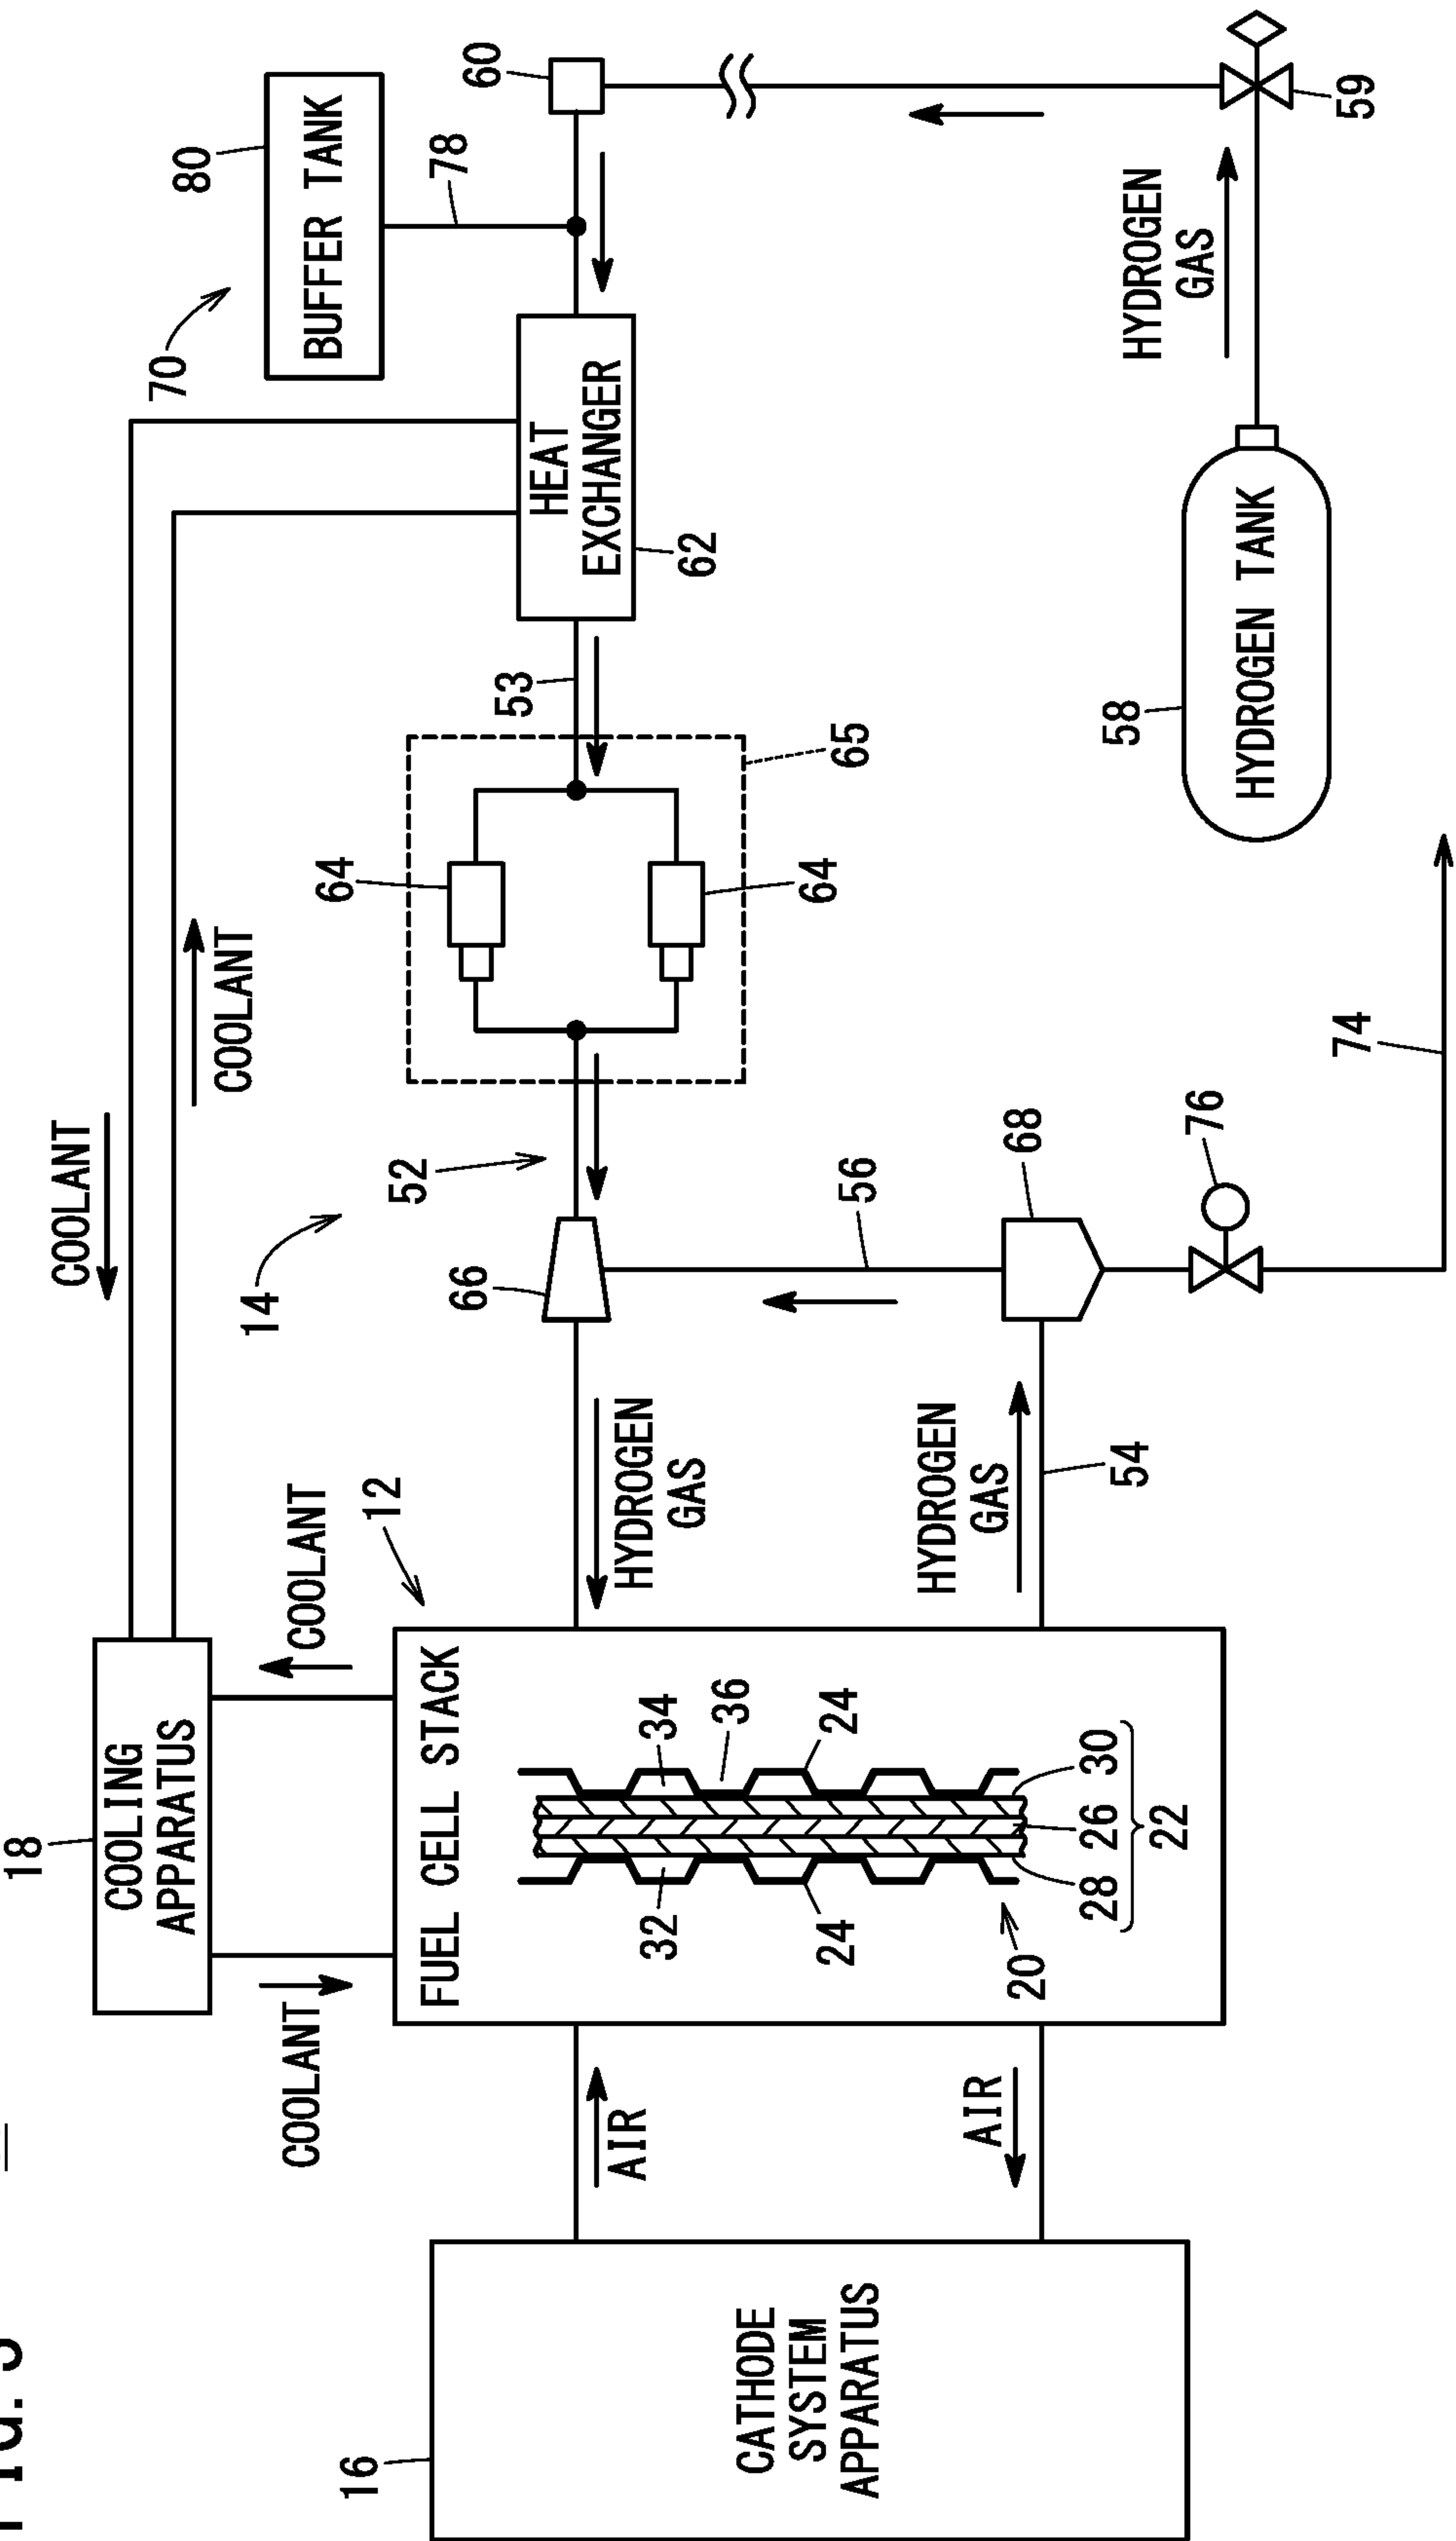 18
COOLING
APPARATUS
COOLANT
COOLANT
COOLANT
COOLANT
14
70
80
BUFFER TANK
78
60
12
FUEL CELL STACK
52
64
64
65
53
HEAT
EXCHANGER
62
66
HYDROGEN
GAS
56
HYDROGEN
GAS
54
68
76
74
58
HYDROGEN TANK
HYDROGEN
GAS
59
16
CATHODE
SYSTEM
APPARATUS
AIR
AIR
32
34
36
24
24
20
28 26 30
22